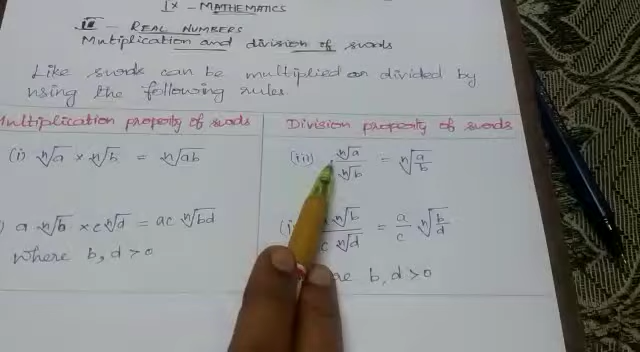 IX - MATHEMATICS
II - REAL NUMBERS
Multiplication and division of surds
Like surds can be multiplied or divided by
using the following rules.
Multiplication property of surds
(i) ⁿ√a × ⁿ√b = ⁿ√ab
a ⁿ√b × c ⁿ√d = ac ⁿ√bd
where b, d > 0
Division property of surds
(iii) ⁿ√a / ⁿ√b = ⁿ√(a/b)
ⁿ√b / c ⁿ√d = a/c ⁿ√(b/d)
b, d > 0